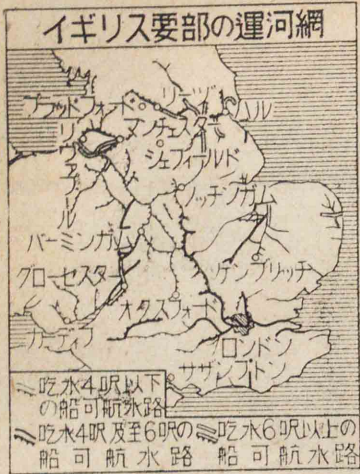 イギリス要部の運河網
ブラッドフォード
リーヅ
ハル
マンチェスター
リヴァプール
シェフィールド
ノッチンガム
バーミンガム
グローセスター
ケンブリッヂ
オクスフォード
カーディフ
ロンドン
サザンプトン
吃水4呎以下
の船可航水路
吃水4呎及至6呎の
船可航水路
吃水6呎以上の
船可航水路